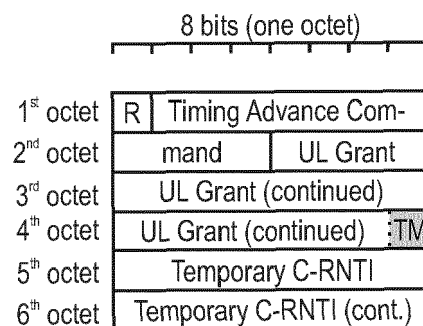 8 bits (one octet)
1st octet R Timing Advance Com-
2nd octet mand UL Grant
3rd octet UL Grant (continued)
4th octet UL Grant (continued) TM
5th octet Temporary C-RNTI
6th octet Temporary C-RNTI (cont.)